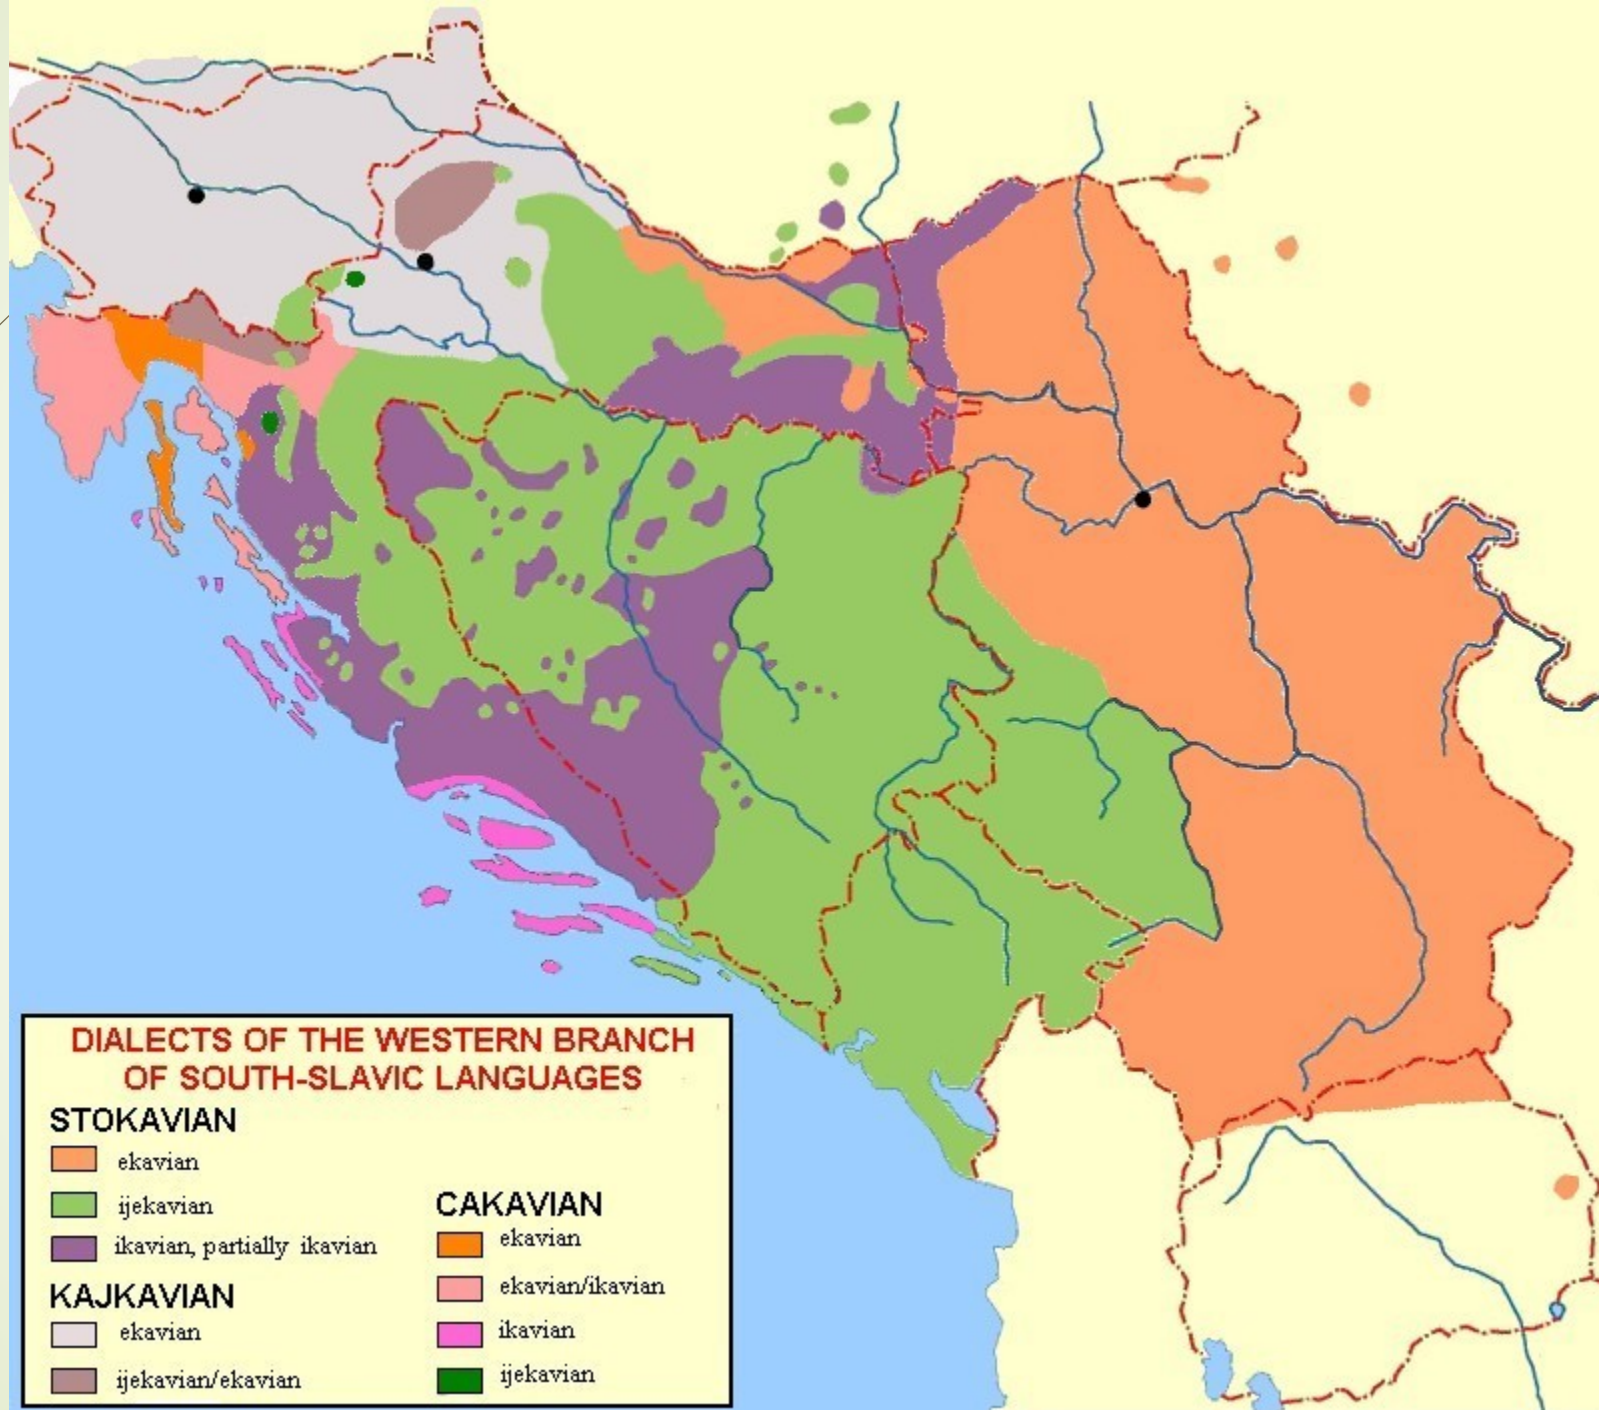 DIALECTS OF THE WESTERN BRANCH
OF SOUTH-SLAVIC LANGUAGES
STOKAVIAN
ekavian
ijekavian
ikavian, partially ikavian
KAJKAVIAN
ekavian
ijekavian/ekavian
CAKAVIAN
ekavian
ekavian/ikavian
ikavian
ijekavian